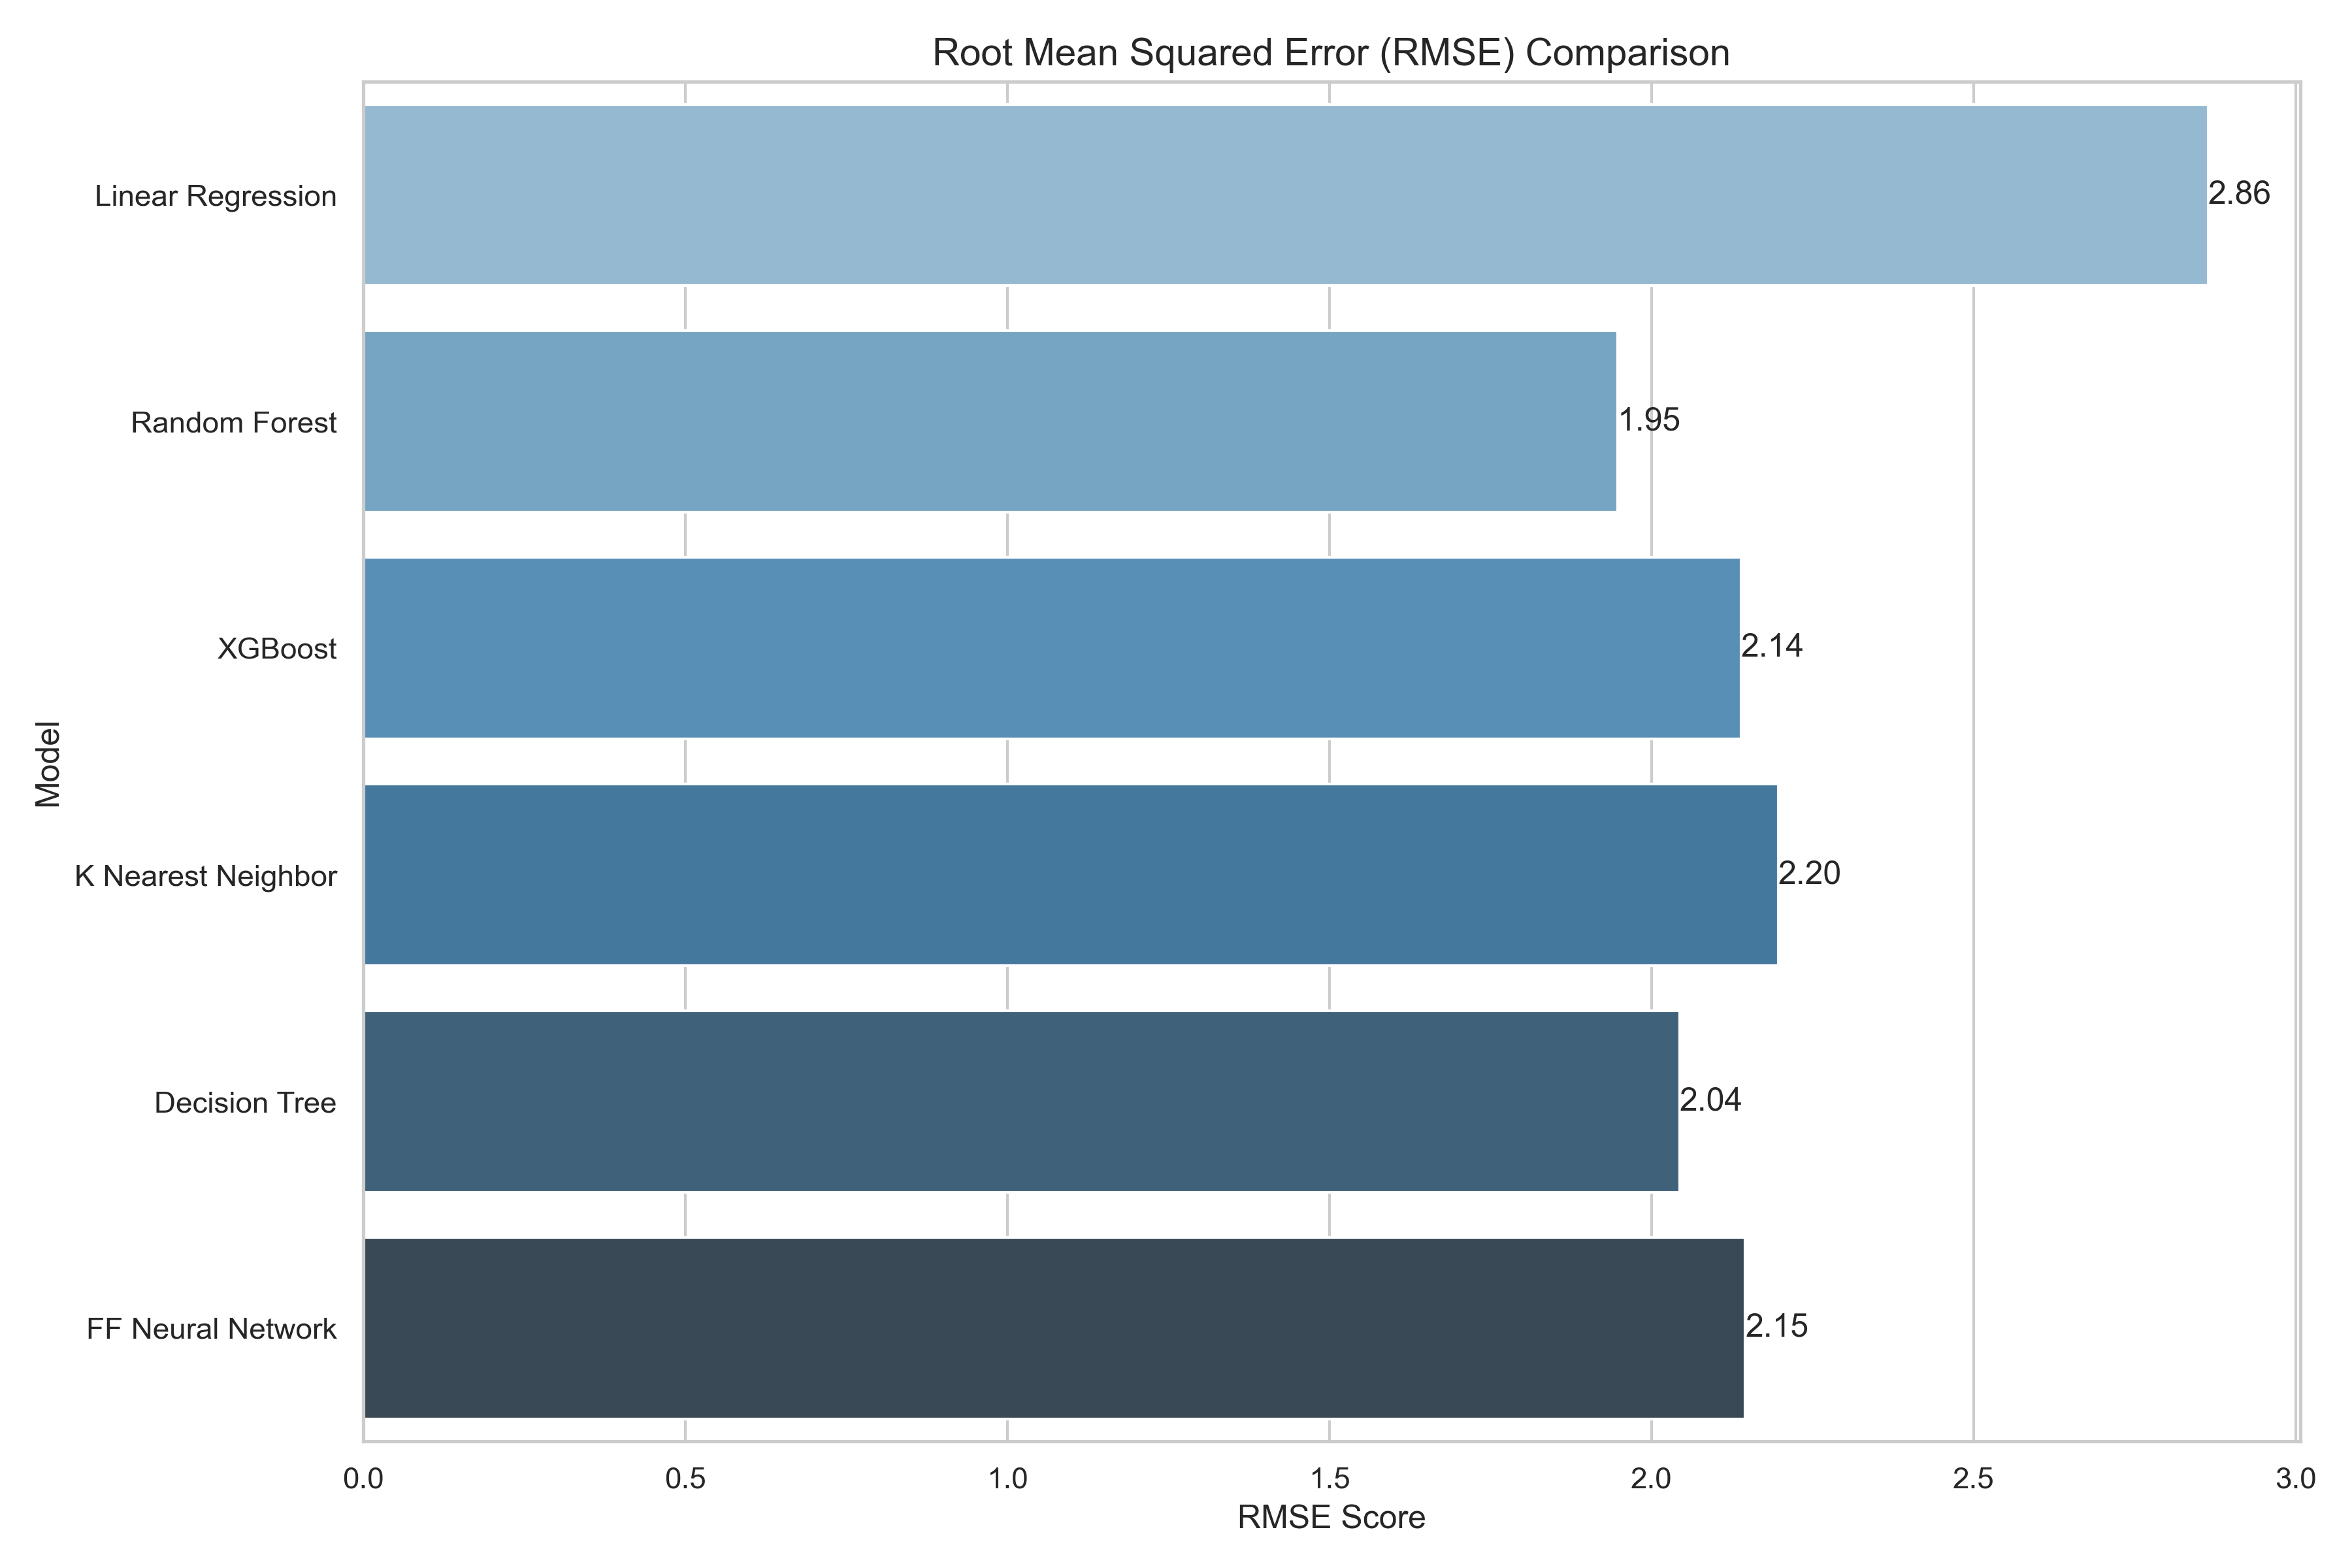 Root Mean Squared Error (RMSE) Comparison
Linear Regression
2.86
Random Forest
1.95
XGBoost
2.14
Model
K Nearest Neighbor
2.20
Decision Tree
2.04
FF Neural Network
2.15
0.0 0.5 1.0 1.5 2.0 2.5 3.0
RMSE Score